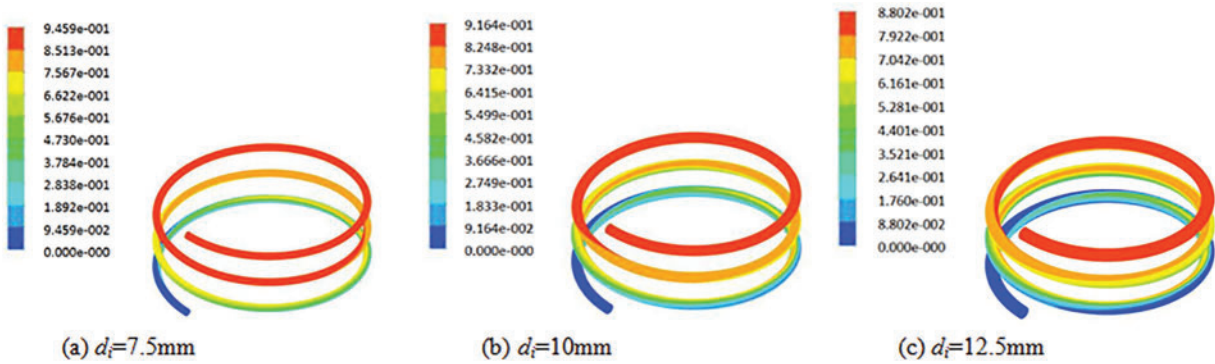 9.459e-001
8.513e-001
7.567e-001
6.622e-001
5.676e-001
4.730e-001
3.784e-001
2.838e-001
1.892e-001
9.459e-002
0.000e-000
(a) dᵢ=7.5mm
9.164e-001
8.248e-001
7.332e-001
6.415e-001
5.499e-001
4.582e-001
3.666e-001
2.749e-001
1.833e-001
9.164e-002
0.000e-000
(b) dᵢ=10mm
8.802e-001
7.922e-001
7.042e-001
6.161e-001
5.281e-001
4.401e-001
3.521e-001
2.641e-001
1.760e-001
8.802e-002
0.000e-000
(c) dᵢ=12.5mm